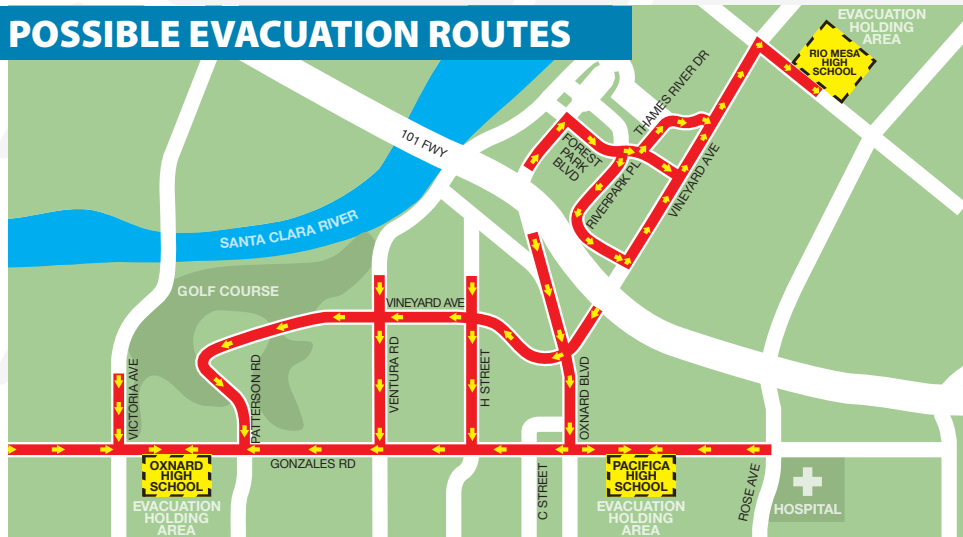 POSSIBLE EVACUATION ROUTES
EVACUATION
HOLDING
AREA
RIO MESA
HIGH
SCHOOL
THAMES RIVER DR
101 FWY
FOREST
PARK
BLVD
RIVERPARK PL
VINEYARD AVE
SANTA CLARA RIVER
GOLF COURSE
VINEYARD AVE
VICTORIA AVE
PATTERSON RD
VENTURA RD
H STREET
OXNARD BLVD
GONZALES RD
OXNARD
HIGH
SCHOOL
EVACUATION
HOLDING
AREA
C STREET
PACIFICA
HIGH
SCHOOL
EVACUATION
HOLDING
AREA
ROSE AVE
HOSPITAL